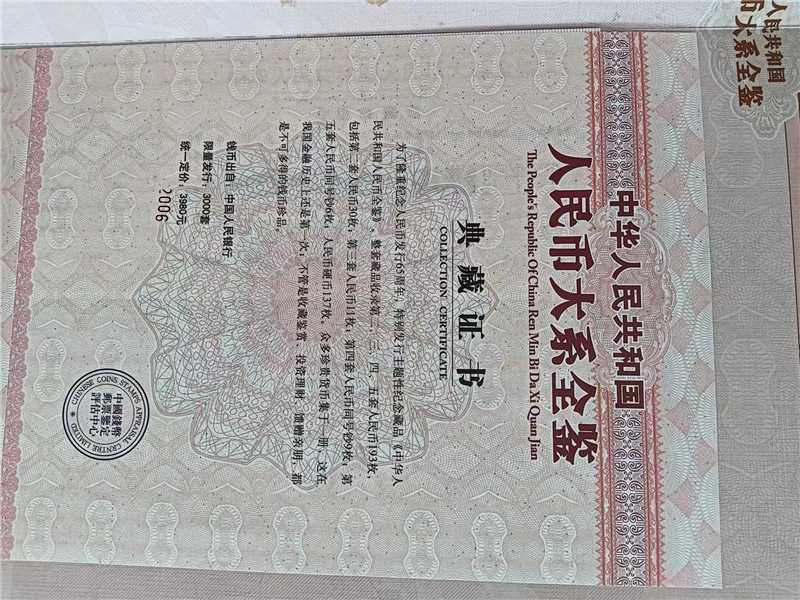 中华人民共和国
人民币大系全鉴
The People's Republic Of China Ren Min Bi Da Xi Quan Jian
典藏证书
COLLECTION CERTIFICATE
为了隆重纪念人民币发行65周年，特别发行主题性纪念藏品《中华人
民共和国人民币全鉴》。整套藏品收录第二、三、四、五套人民币193枚，
包括第二套人民币30枚；第三套人民币11枚；第四套人民币同号钞9枚；第
五套人民币同号钞6枚；人民币硬币137枚。众多珍贵货币集于一册，这在
我国金融历史上还是第一次；不管是收藏鉴赏、投资理财、馈赠亲朋，都
是不可多得的钱币珍品。
钱币出自：中国人民银行
限量发行：3000套
统一定价：3980元
2006
CHINESE COINS STAMPS APPRAISAL CENTRE LIMITED
中國錢幣
郵票鑒定
評估中心
人民共和国
币大系全鉴